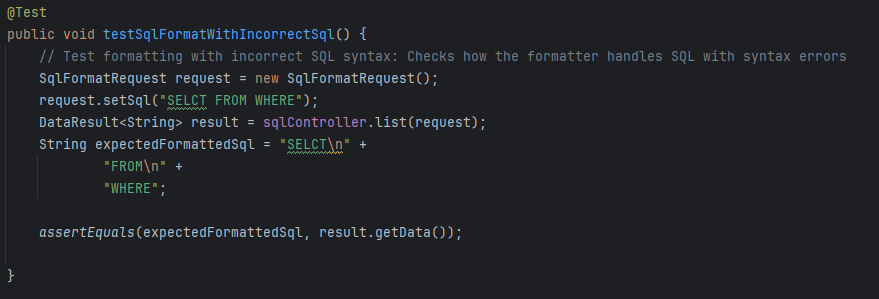 @Test
public void testSqlFormatWithIncorrectSql() {
    // Test formatting with incorrect SQL syntax: Checks how the formatter handles SQL with syntax errors
    SqlFormatRequest request = new SqlFormatRequest();
    request.setSql("SELCT FROM WHERE");
    DataResult<String> result = sqlController.list(request);
    String expectedFormattedSql = "SELCT\n" +
            "FROM\n" +
            "WHERE";
    assertEquals(expectedFormattedSql, result.getData());
}